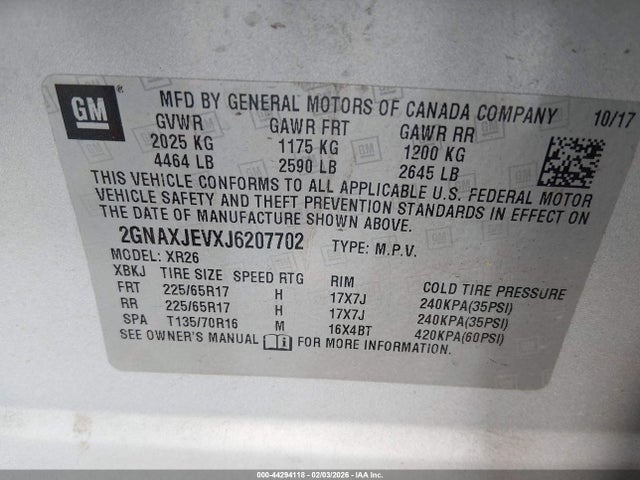 GM
MFD BY GENERAL MOTORS OF CANADA COMPANY 10/17
GVWR GAWR FRT GAWR RR
2025 KG 1175 KG 1200 KG
4464 LB 2590 LB 2645 LB
THIS VEHICLE CONFORMS TO ALL APPLICABLE U.S. FEDERAL MOTOR
VEHICLE SAFETY AND THEFT PREVENTION STANDARDS IN EFFECT ON
THE DATE OF MANUFACTURE SHOWN ABOVE.
2GNAXJEVXJ6207702 TYPE: M.P.V.
MODEL: XR26
XBKJ TIRE SIZE SPEED RTG RIM COLD TIRE PRESSURE
FRT 225/65R17 H 17X7J 240KPA(35PSI)
RR 225/65R17 H 17X7J 240KPA(35PSI)
SPA T135/70R16 M 16X4BT 420KPA(60PSI)
SEE OWNER'S MANUAL FOR MORE INFORMATION.
000-44294118 - 02/03/2026 - IAA Inc.